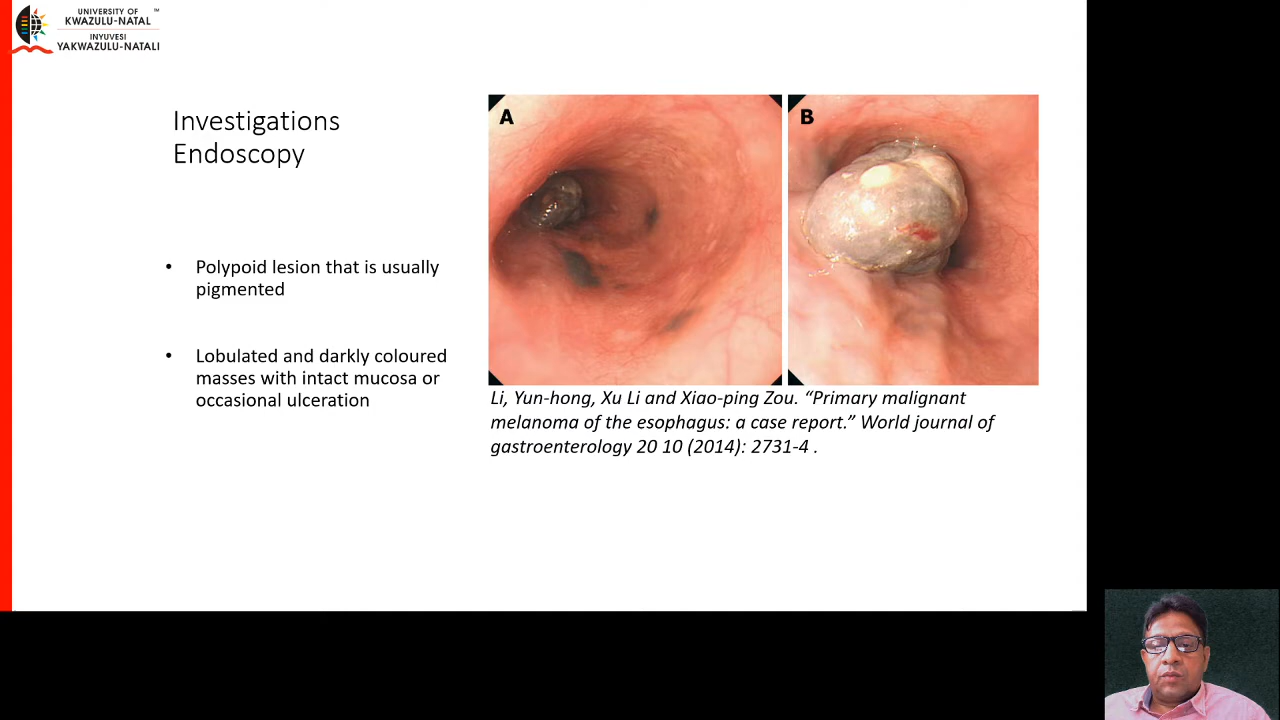 UNIVERSITY OF ™
KWAZULU-NATAL
INYUVESI
YAKWAZULU-NATALI
Investigations
Endoscopy
• Polypoid lesion that is usually
pigmented
• Lobulated and darkly coloured
masses with intact mucosa or
occasional ulceration
A
B
Li, Yun-hong, Xu Li and Xiao-ping Zou. “Primary malignant
melanoma of the esophagus: a case report.” World journal of
gastroenterology 20 10 (2014): 2731-4 .